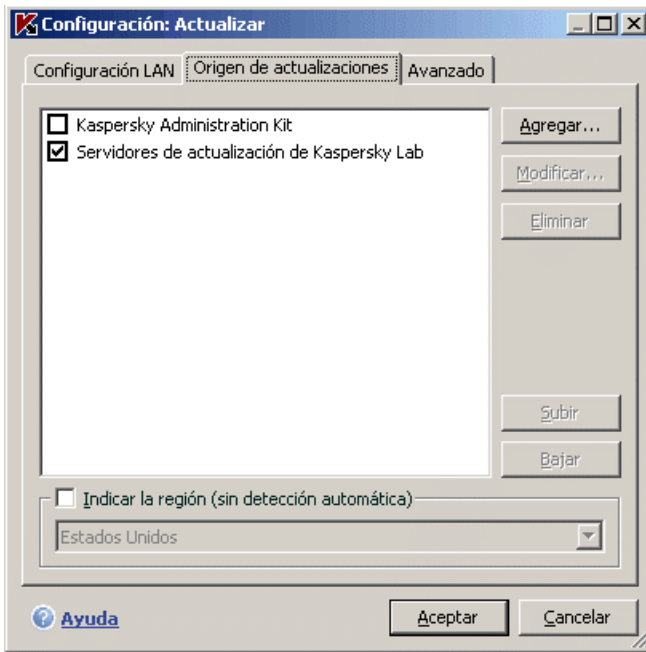 Configuración: Actualizar
Configuración LAN
Origen de actualizaciones
Avanzado
Kaspersky Administration Kit
Servidores de actualización de Kaspersky Lab
Agregar...
Modificar...
Eliminar
Subir
Bajar
Indicar la región (sin detección automática)
Estados Unidos
Ayuda
Aceptar
Cancelar